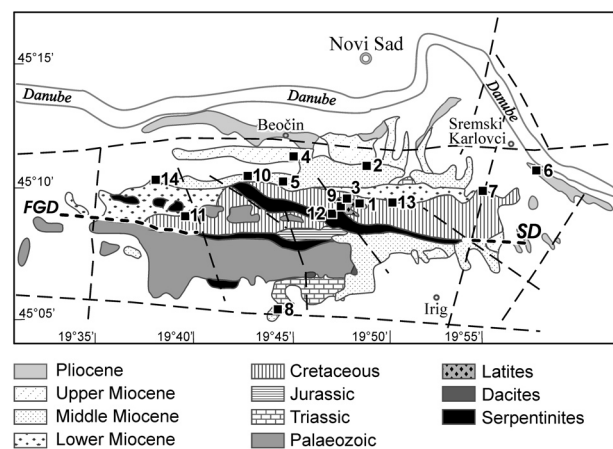 45°15'
Novi Sad
Danube
Danube
Danube
Beočin
Sremski
Karlovci
4
2
6
45°10'
14
10
5
3
9
1
13
7
FGD
11
12
SD
Irig
8
45°05'
19°35'
19°40'
19°45'
19°50'
19°55'
Pliocene
Cretaceous
Latites
Upper Miocene
Jurassic
Dacites
Middle Miocene
Triassic
Serpentinites
Lower Miocene
Palaeozoic